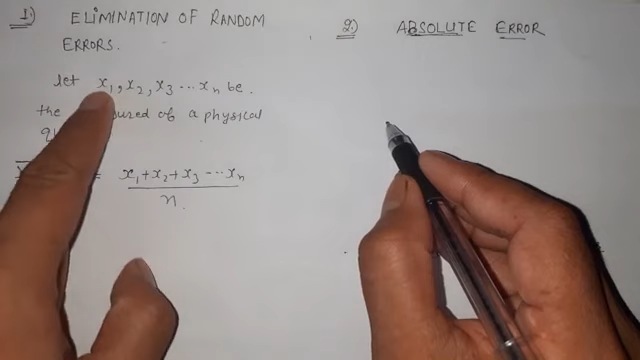 1.) ELIMINATION OF RANDOM
ERRORS.
let x₁, x₂, x₃ ... xₙ be.
the of a physical
= x₁+x₂+x₃ ... xₙ
n.
2.) ABSOLUTE ERROR